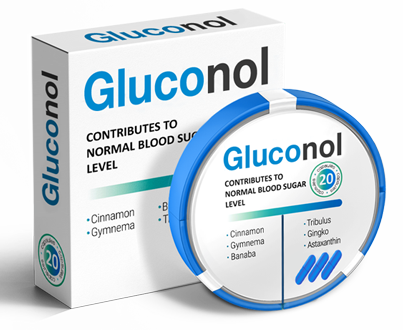 Gluconol
Gluconol
CONTRIBUTES TO
NORMAL BLOOD SUGAR
LEVEL
•Cinnamon
•Gymnema
20
Gluconol
CONTRIBUTES TO
NORMAL BLOOD SUGAR
LEVEL
20
•Cinnamon
•Gymnema
•Banaba
•Tribulus
•Gingko
•Astaxanthin